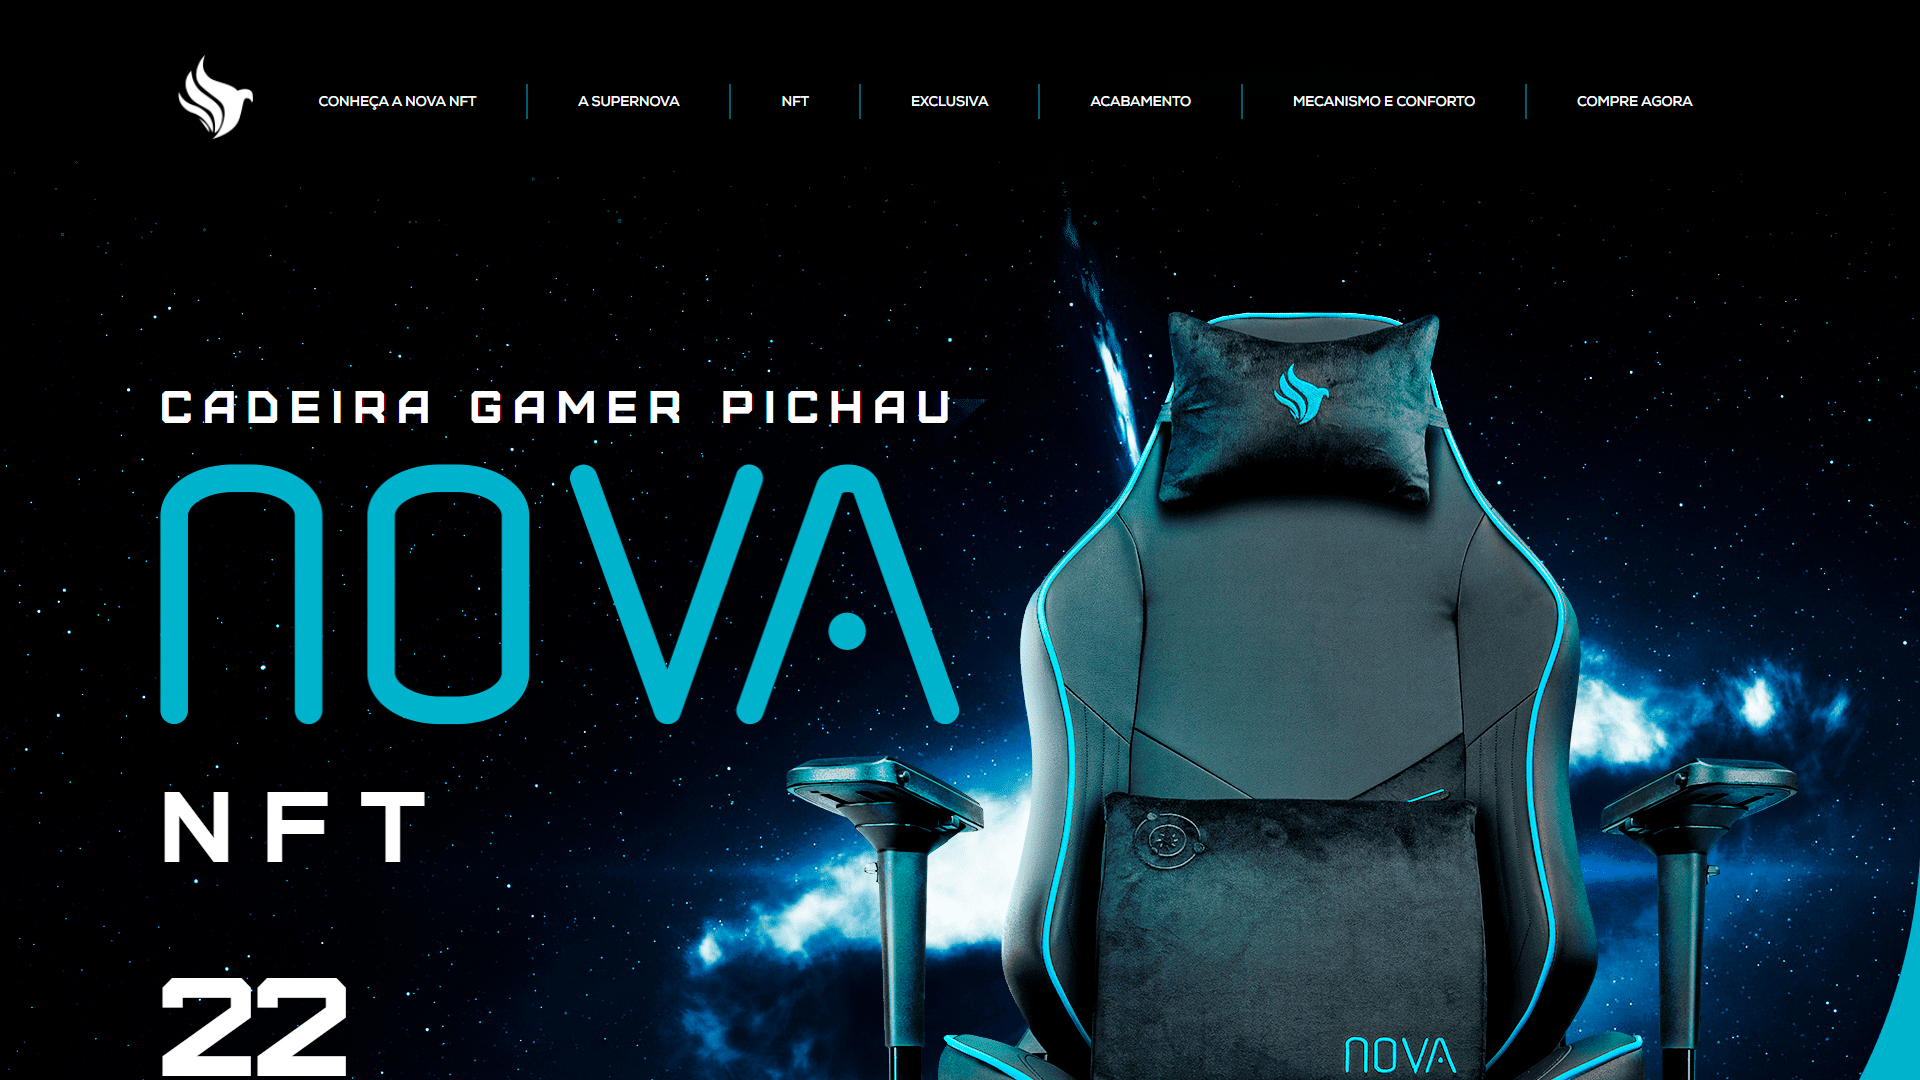 CONHEÇA A NOVA NFT
A SUPERNOVA
NFT
EXCLUSIVA
ACABAMENTO
MECANISMO E CONFORTO
COMPRE AGORA
CADEIRA GAMER PICHAU
NOVA
NFT
22
NOVA